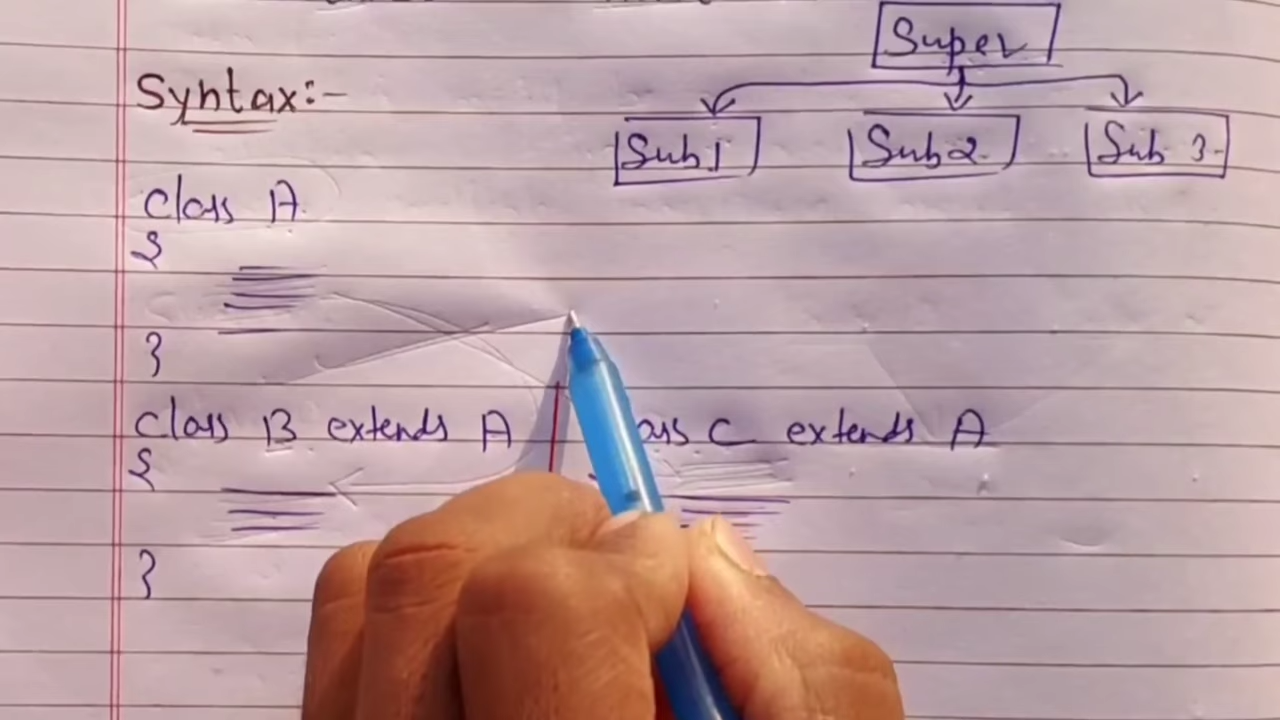 Super
Syntax:-
Sub1 Sub2 Sub 3
Class A
{
}
Class B extends A C extends A
{
}